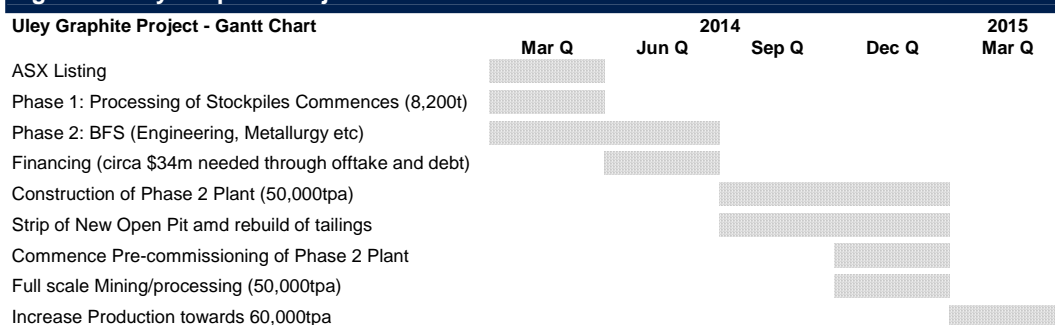 Uley Graphite Project - Gantt Chart 2014 2015
Mar Q Jun Q Sep Q Dec Q Mar Q
ASX Listing
Phase 1: Processing of Stockpiles Commences (8,200t)
Phase 2: BFS (Engineering, Metallurgy etc)
Financing (circa $34m needed through offtake and debt)
Construction of Phase 2 Plant (50,000tpa)
Strip of New Open Pit amd rebuild of tailings
Commence Pre-commissioning of Phase 2 Plant
Full scale Mining/processing (50,000tpa)
Increase Production towards 60,000tpa